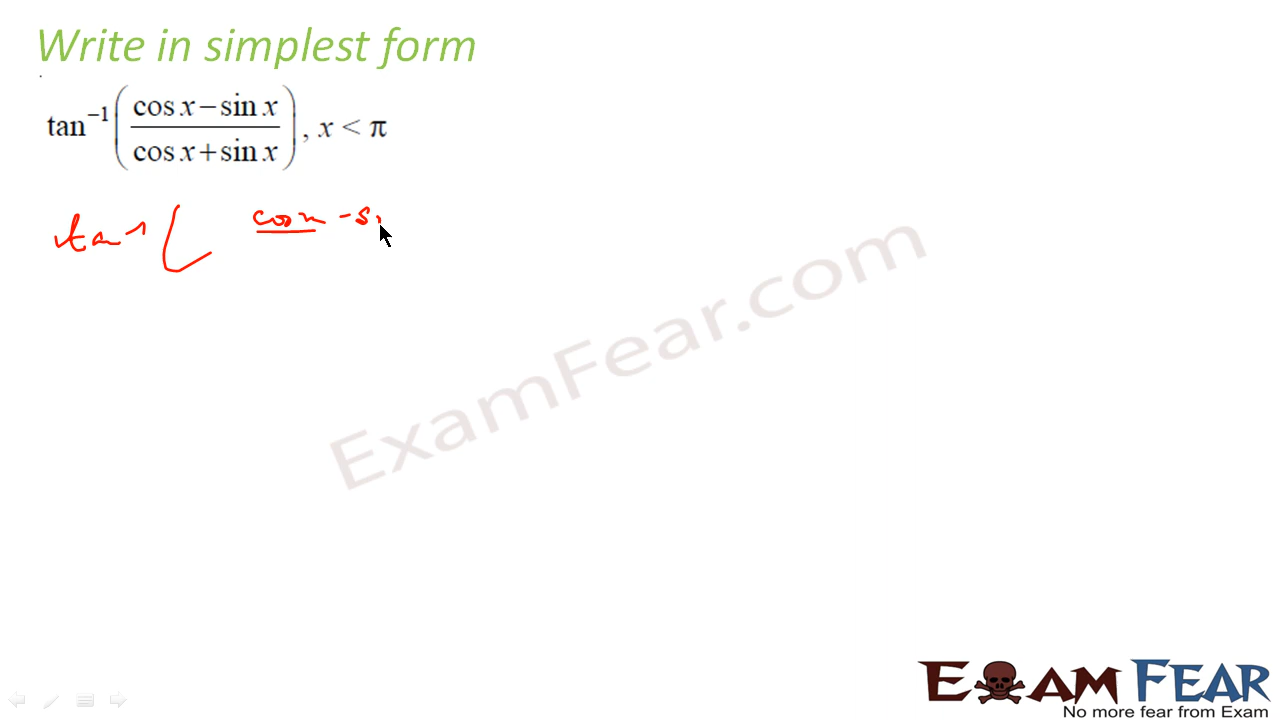 Write in simplest form
tan⁻¹ ( (cos x − sin x) / (cos x + sin x) ) , x < π
tan⁻¹ ( cos x − s
ExamFear.com
EXAM FEAR
No more fear from Exam